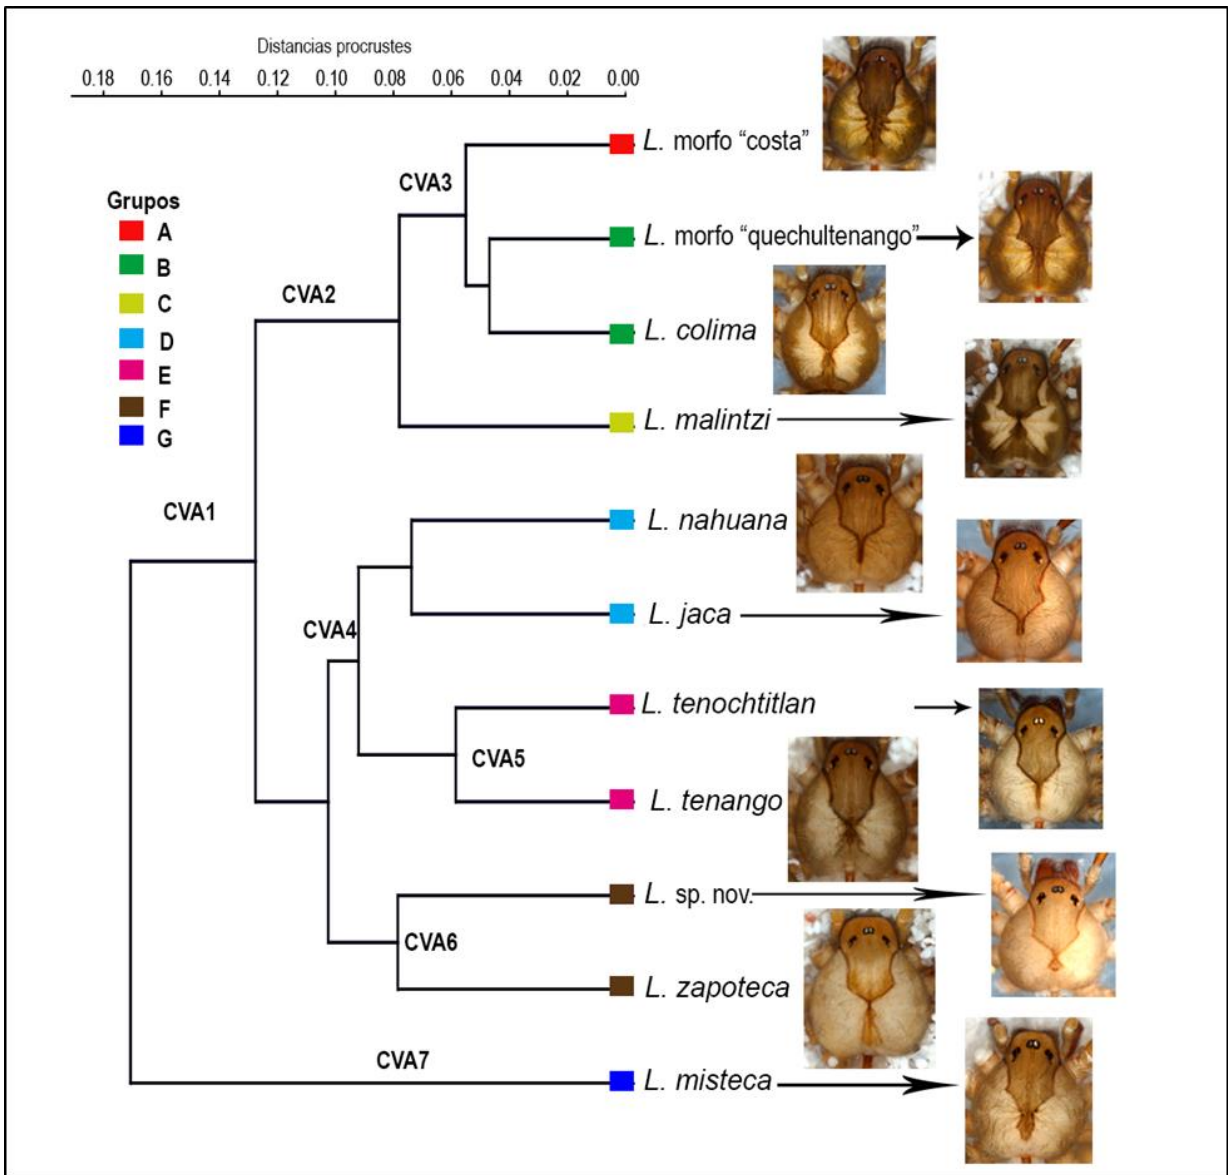 Distancias procrustes
0.18 0.16 0.14 0.12 0.10 0.08 0.06 0.04 0.02 0.00
L. morfo “costa”
CVA3
Grupos
A
B
C
D
E
F
G
L. morfo “quechultenango”
CVA2
L. colima
L. malintzi
CVA1
L. nahuana
L. jaca
CVA4
L. tenochtitlan
CVA5
L. tenango
L. sp. nov.
CVA6
L. zapoteca
CVA7
L. misteca